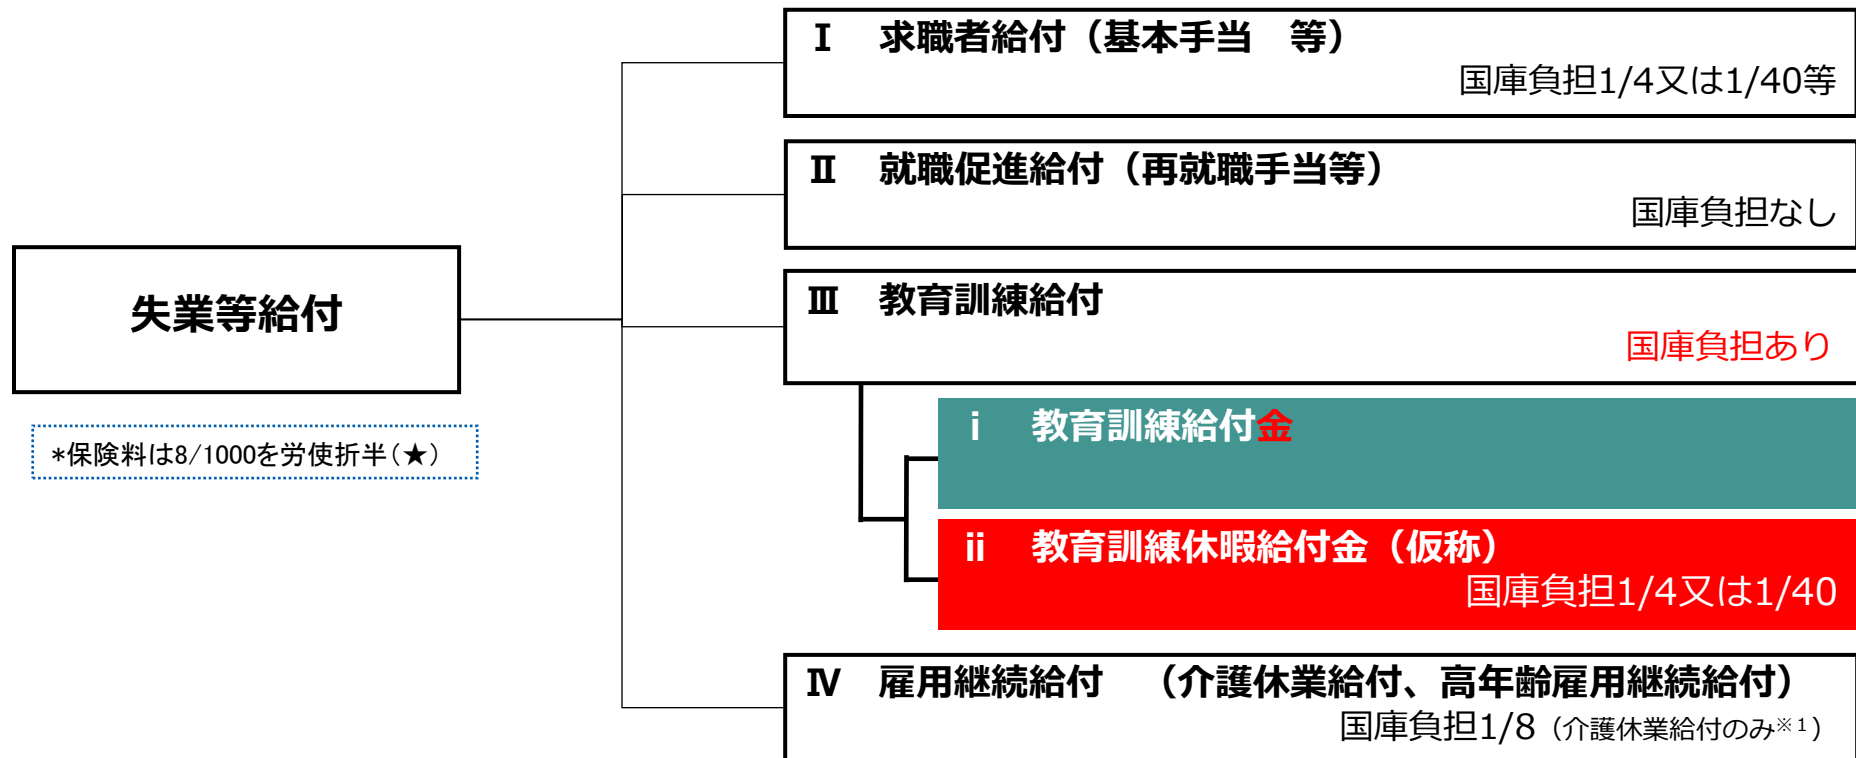 Ⅰ 求職者給付（基本手当　等）
国庫負担1/4又は1/40等
Ⅱ 就職促進給付（再就職手当等）
国庫負担なし
失業等給付
*保険料は8/1000を労使折半(★)
Ⅲ 教育訓練給付
国庫負担あり
ⅰ 教育訓練給付金
ⅱ 教育訓練休暇給付金（仮称）
国庫負担1/4又は1/40
Ⅳ 雇用継続給付　（介護休業給付、高年齢雇用継続給付）
国庫負担1/8（介護休業給付のみ※1）